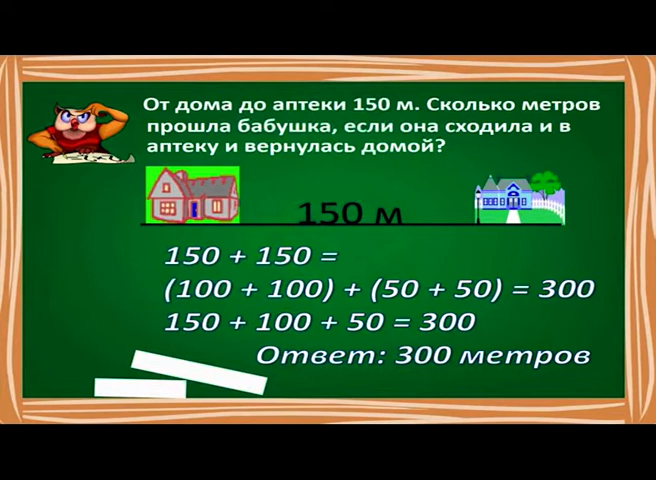 От дома до аптеки 150 м. Сколько метров
прошла бабушка, если она сходила и в
аптеку и вернулась домой?
150 м
150 + 150 =
(100 + 100) + (50 + 50) = 300
150 + 100 + 50 = 300
Ответ: 300 метров